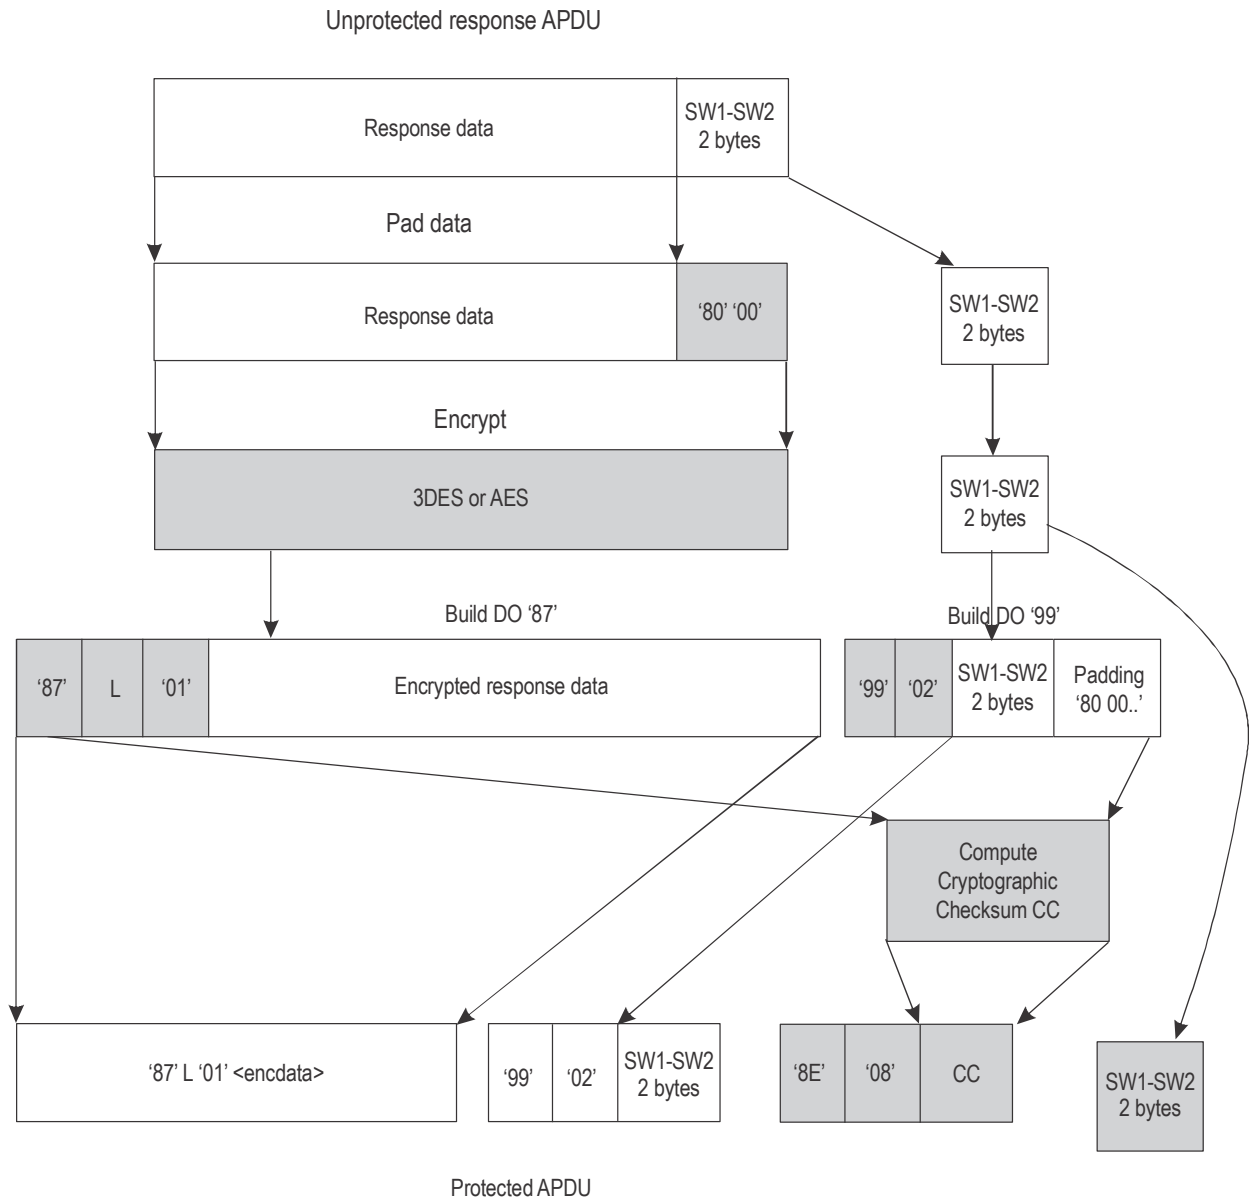 Unprotected response APDU
Response data
SW1-SW2
2 bytes
Pad data
Response data
‘80’ ‘00’
SW1-SW2
2 bytes
Encrypt
3DES or AES
SW1-SW2
2 bytes
Build DO ‘87’
Build DO ‘99’
‘87’
L
‘01’
Encrypted response data
‘99’
‘02’
SW1-SW2
2 bytes
Padding
‘80 00..’
Compute
Cryptographic
Checksum CC
‘87’ L ‘01’ <encdata>
‘99’
‘02’
SW1-SW2
2 bytes
‘8E’
‘08’
CC
SW1-SW2
2 bytes
Protected APDU